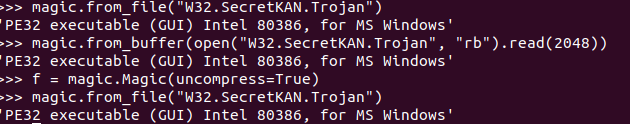 >>> magic.from_file("W32.SecretKAN.Trojan")
'PE32 executable (GUI) Intel 80386, for MS Windows'
>>> magic.from_buffer(open("W32.SecretKAN.Trojan", "rb").read(2048))
'PE32 executable (GUI) Intel 80386, for MS Windows'
>>> f = magic.Magic(uncompress=True)
>>> magic.from_file("W32.SecretKAN.Trojan")
'PE32 executable (GUI) Intel 80386, for MS Windows'